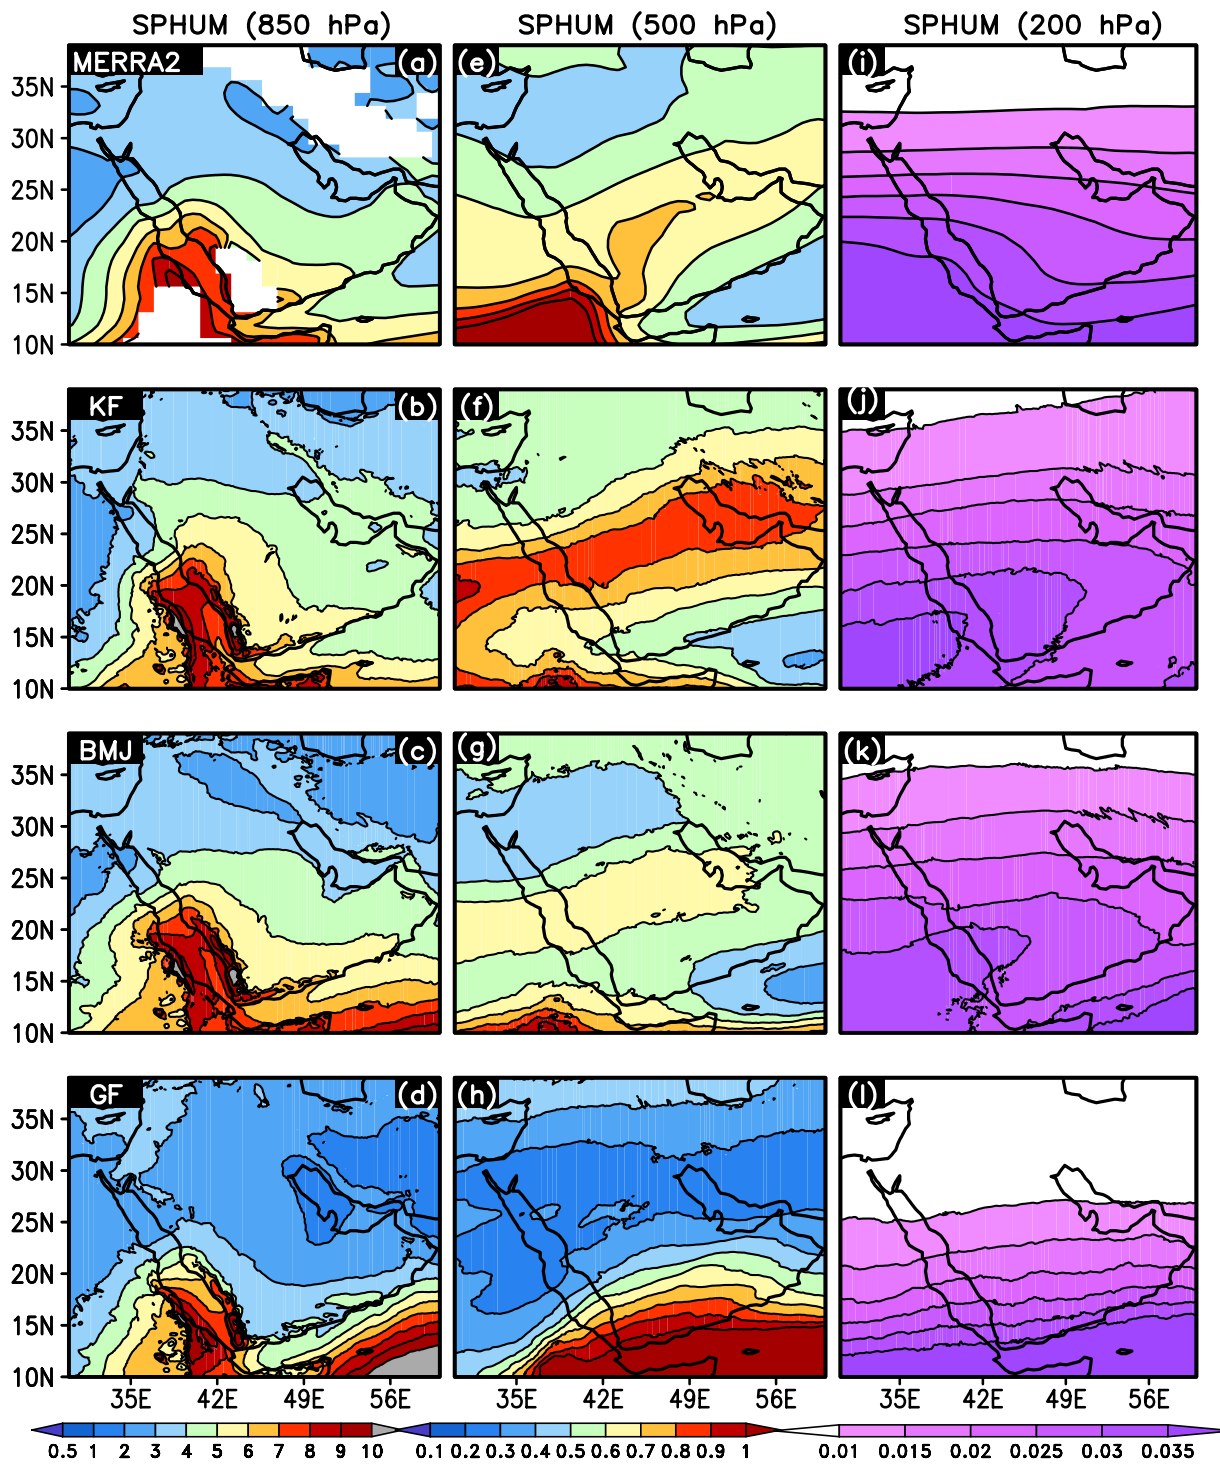 SPHUM (850 hPa) SPHUM (500 hPa) SPHUM (200 hPa)
MERRA2 (a) (e) (i)
35N
30N
25N
20N
15N
10N
KF (b) (f) (j)
35N
30N
25N
20N
15N
10N
BMJ (c) (g) (k)
35N
30N
25N
20N
15N
10N
GF (d) (h) (l)
35N
30N
25N
20N
15N
10N
35E 42E 49E 56E 35E 42E 49E 56E 35E 42E 49E 56E
0.5 1 2 3 4 5 6 7 8 9 10 0.1 0.2 0.3 0.4 0.5 0.6 0.7 0.8 0.9 1 0.01 0.015 0.02 0.025 0.03 0.035